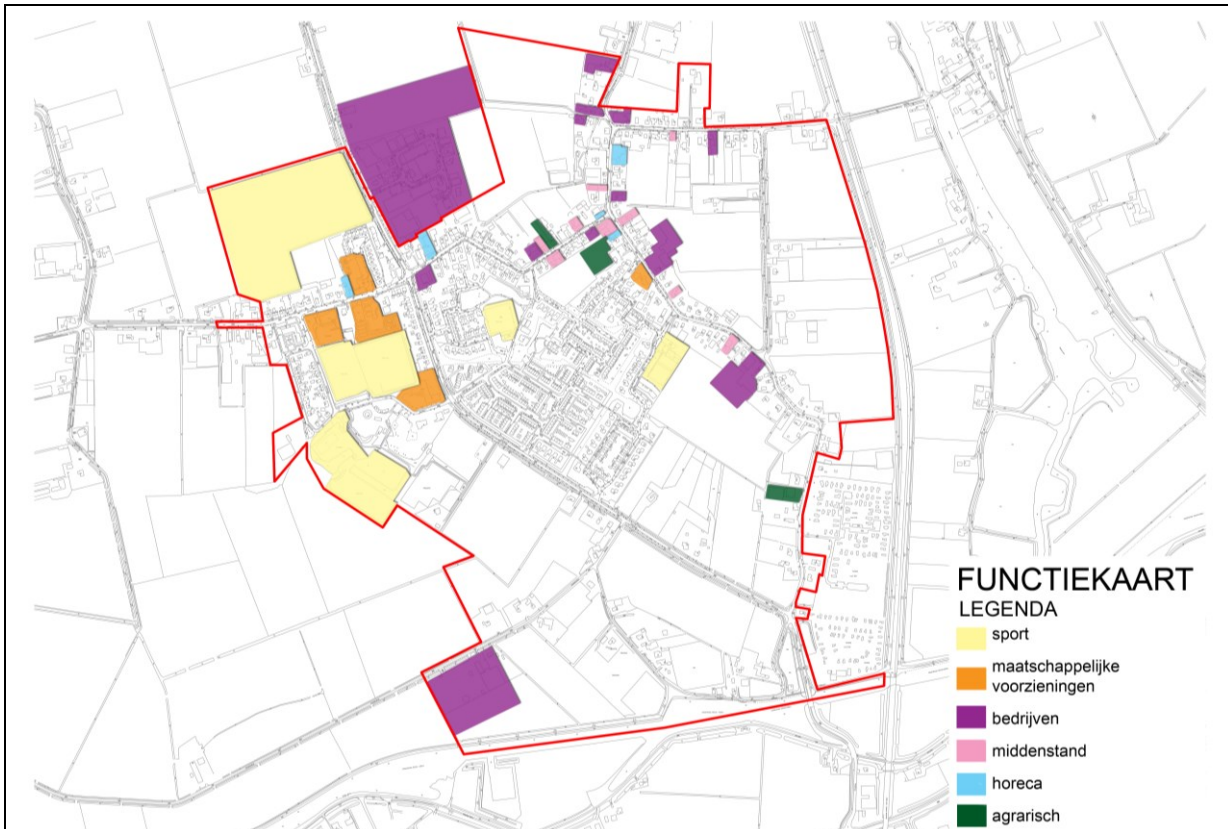 FUNCTIEKAART
LEGENDA
sport
maatschappelijke
voorzieningen
bedrijven
middenstand
horeca
agrarisch